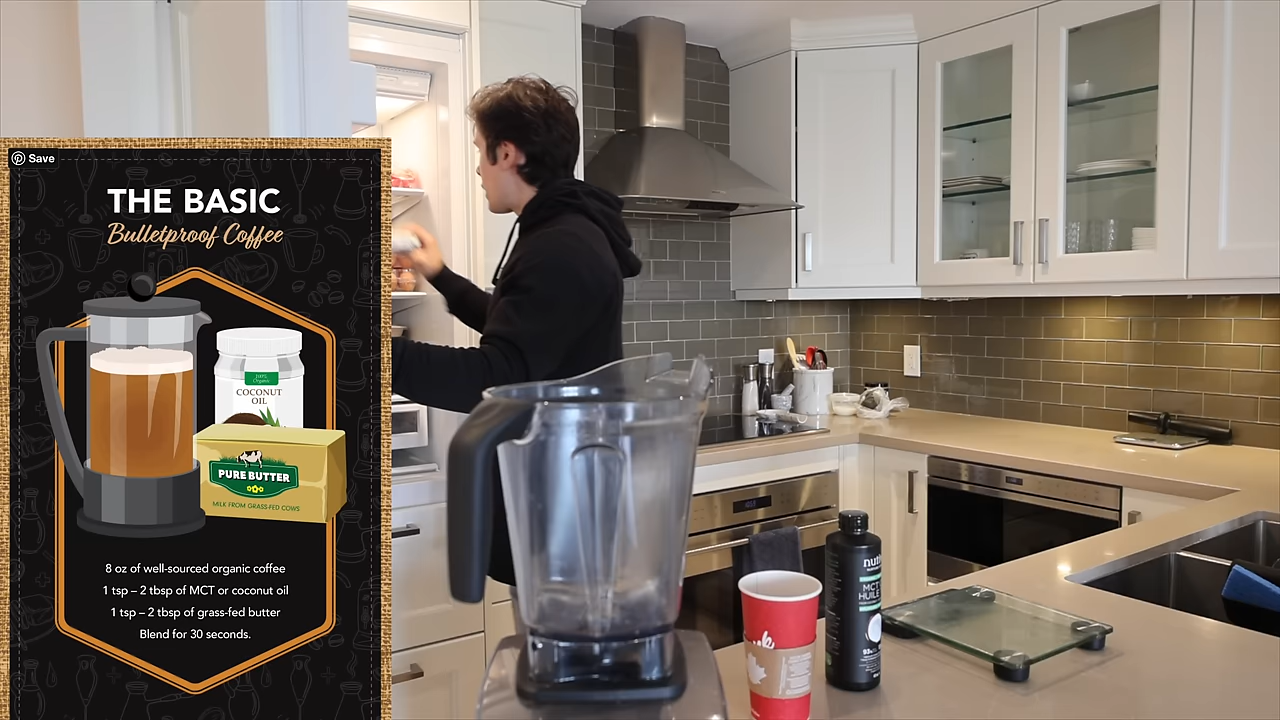 Save
THE BASIC
Bulletproof Coffee
100%
Organic
COCONUT
OIL
PURE BUTTER
MILK FROM GRASS-FED COWS
8 oz of well-sourced organic coffee
1 tsp – 2 tbsp of MCT or coconut oil
1 tsp – 2 tbsp of grass-fed butter
Blend for 30 seconds.
MCT
HUILE